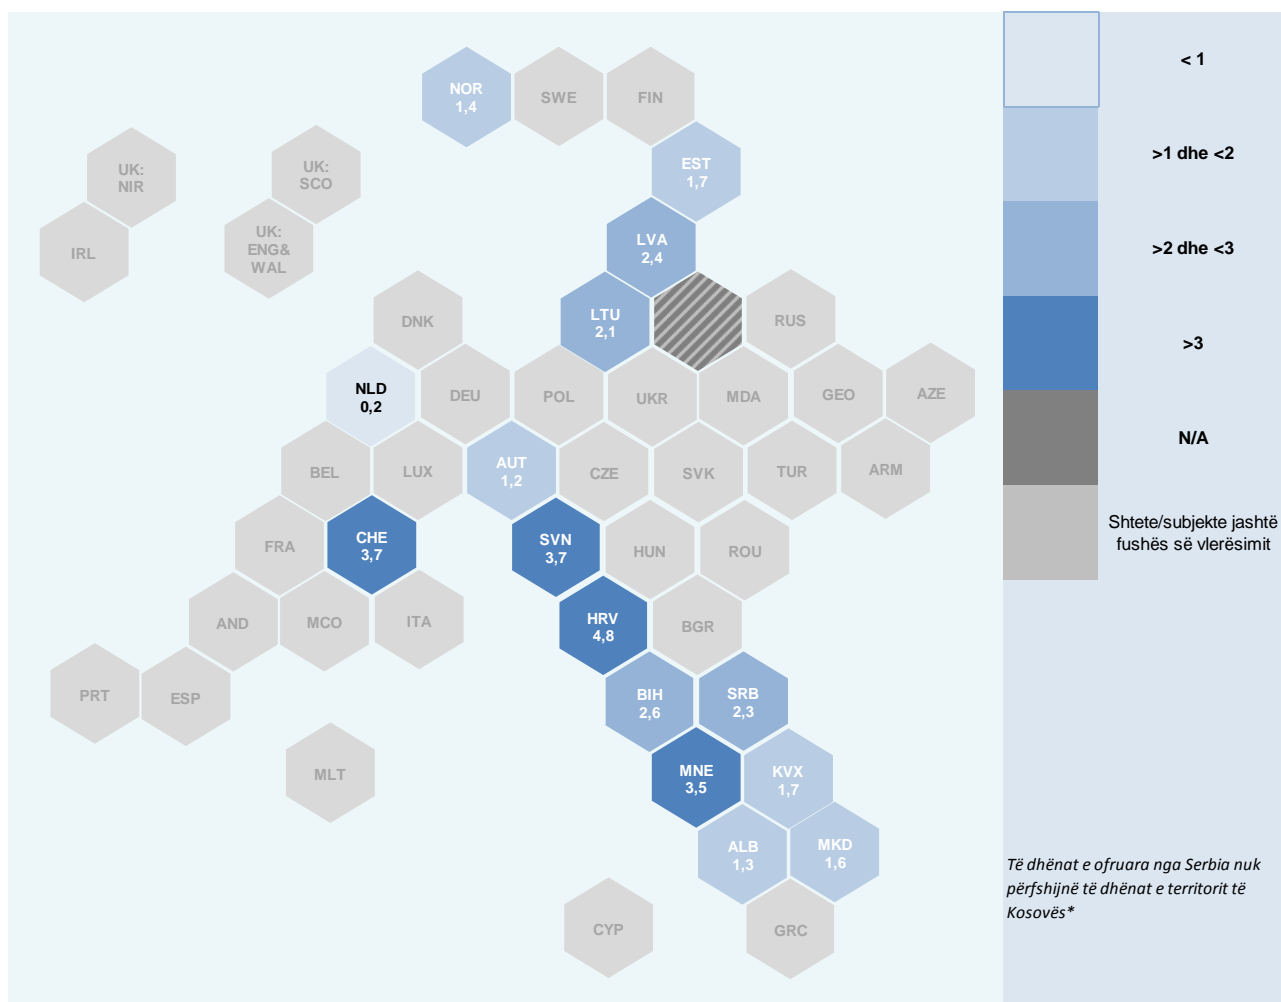 NOR
1,4
SWE
FIN
UK:
NIR
UK:
SCO
EST
1,7
IRL
UK:
ENG&
WAL
LVA
2,4
DNK
LTU
2,1
RUS
NLD
0,2
DEU
POL
UKR
MDA
GEO
AZE
BEL
LUX
AUT
1,2
CZE
SVK
TUR
ARM
FRA
CHE
3,7
SVN
3,7
HUN
ROU
AND
MCO
ITA
HRV
4,8
BGR
PRT
ESP
BIH
2,6
SRB
2,3
MLT
MNE
3,5
KVX
1,7
ALB
1,3
MKD
1,6
CYP
GRC
< 1
>1 dhe <2
>2 dhe <3
>3
N/A
Shtete/subjekte jashtë
fushës së vlerësimit
Të dhënat e ofruara nga Serbia nuk
përfshijnë të dhënat e territorit të
Kosovës*